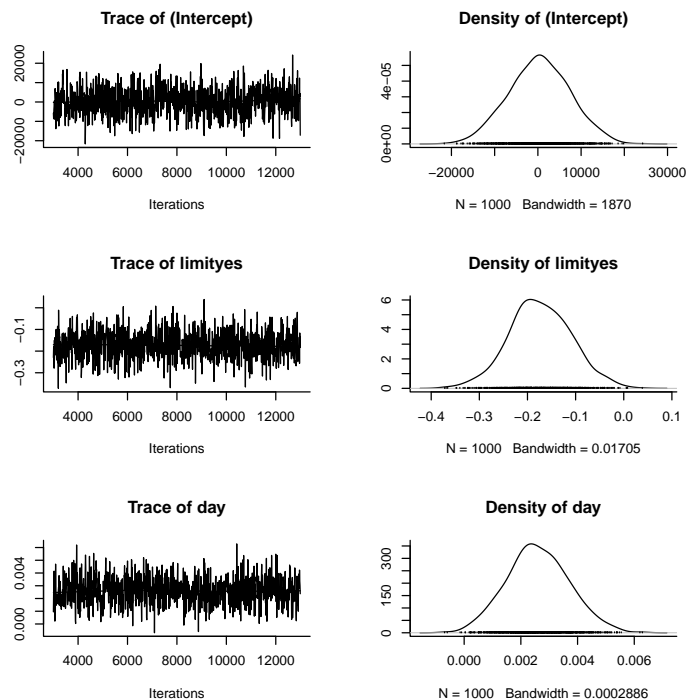 Trace of (Intercept)
−20000 0 20000
4000 6000 8000 10000 12000
Iterations
Density of (Intercept)
0e+00 4e−05
−20000 0 10000 30000
N = 1000 Bandwidth = 1870
Trace of limityes
−0.3 −0.1
4000 6000 8000 10000 12000
Iterations
Density of limityes
0 2 4 6
−0.4 −0.3 −0.2 −0.1 0.0 0.1
N = 1000 Bandwidth = 0.01705
Trace of day
0.000 0.004
4000 6000 8000 10000 12000
Iterations
Density of day
0 150 300
0.000 0.002 0.004 0.006
N = 1000 Bandwidth = 0.0002886